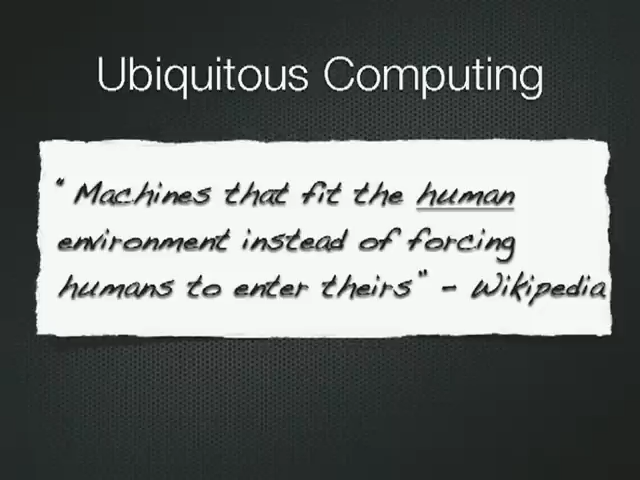 Ubiquitous Computing
"Machines that fit the human
environment instead of forcing
humans to enter theirs" - Wikipedia